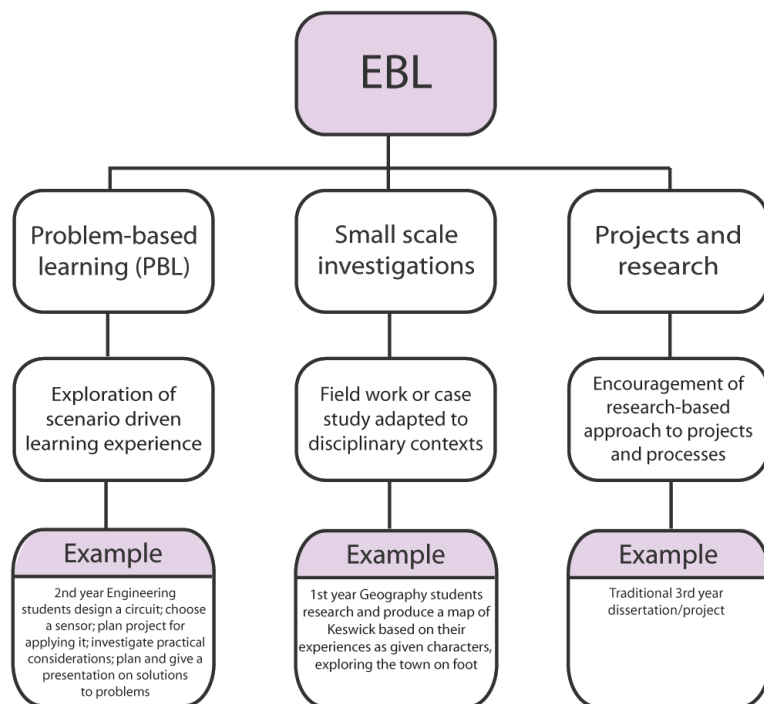 EBL
Problem-based
learning (PBL)
Small scale
investigations
Projects and
research
Exploration of
scenario driven
learning experience
Field work or case
study adapted to
disciplinary contexts
Encouragement of
research-based
approach to projects
and processes
Example
2nd year Engineering
students design a circuit; choose
a sensor; plan project for
applying it; investigate practical
considerations; plan and give a
presentation on solutions
to problems
Example
1st year Geography students
research and produce a map of
Keswick based on their
experiences as given characters,
exploring the town on foot
Example
Traditional 3rd year
dissertation/project